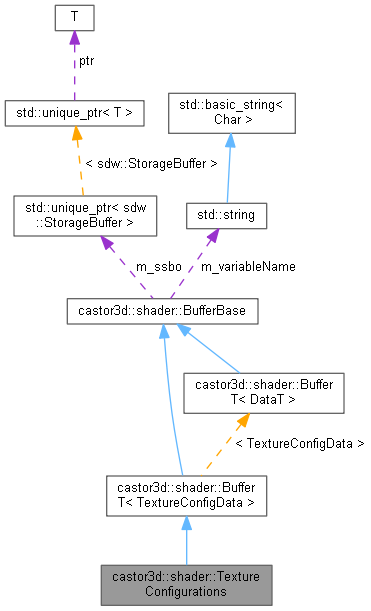 T
ptr
std::unique_ptr< T >
std::basic_string<
Char >
< sdw::StorageBuffer >
std::unique_ptr< sdw
::StorageBuffer >
std::string
m_ssbo
m_variableName
castor3d::shader::BufferBase
castor3d::shader::Buffer
T< DataT >
< TextureConfigData >
castor3d::shader::Buffer
T< TextureConfigData >
castor3d::shader::Texture
Configurations